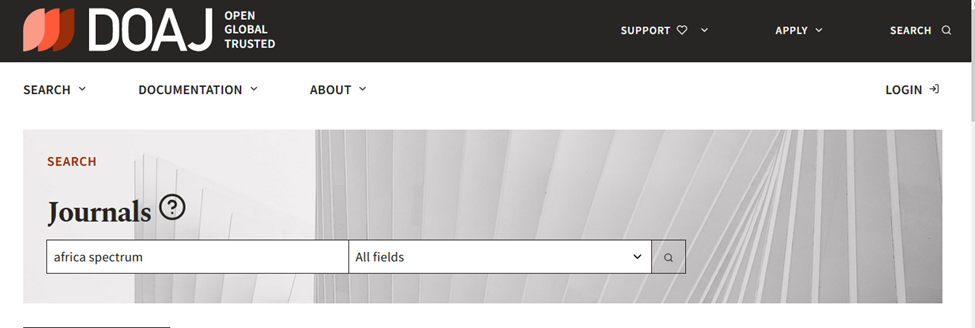 DOAJ
OPEN
GLOBAL
TRUSTED
SUPPORT
APPLY
SEARCH
SEARCH
DOCUMENTATION
ABOUT
LOGIN
SEARCH
Journals ?
africa spectrum
All fields